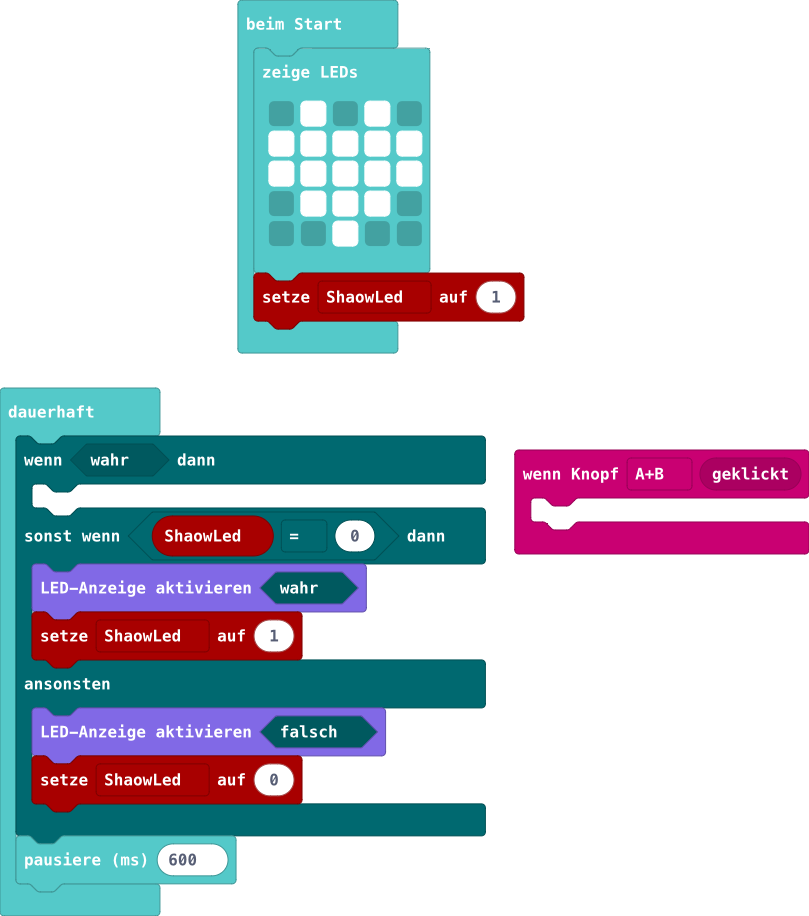 beim Start
zeige LEDs
setze ShaowLed auf 1
dauerhaft
wenn wahr dann
sonst wenn ShaowLed = 0 dann
LED-Anzeige aktivieren wahr
setze ShaowLed auf 1
ansonsten
LED-Anzeige aktivieren falsch
setze ShaowLed auf 0
pausiere (ms) 600
wenn Knopf A+B geklickt